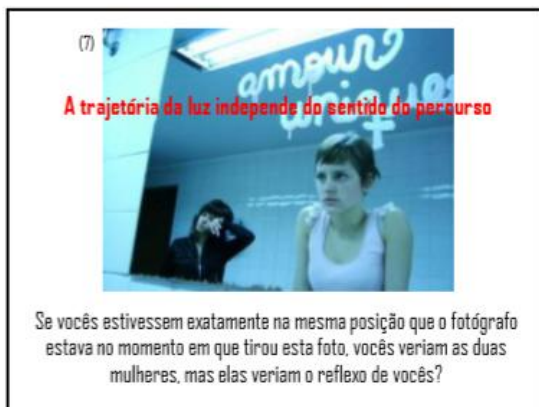 (7)
amour
uniques
A trajetória da luz independe do sentido do percurso
Se vocês estivessem exatamente na mesma posição que o fotógrafo
estava no momento em que tirou esta foto, vocês veriam as duas
mulheres, mas elas veriam o reflexo de vocês?